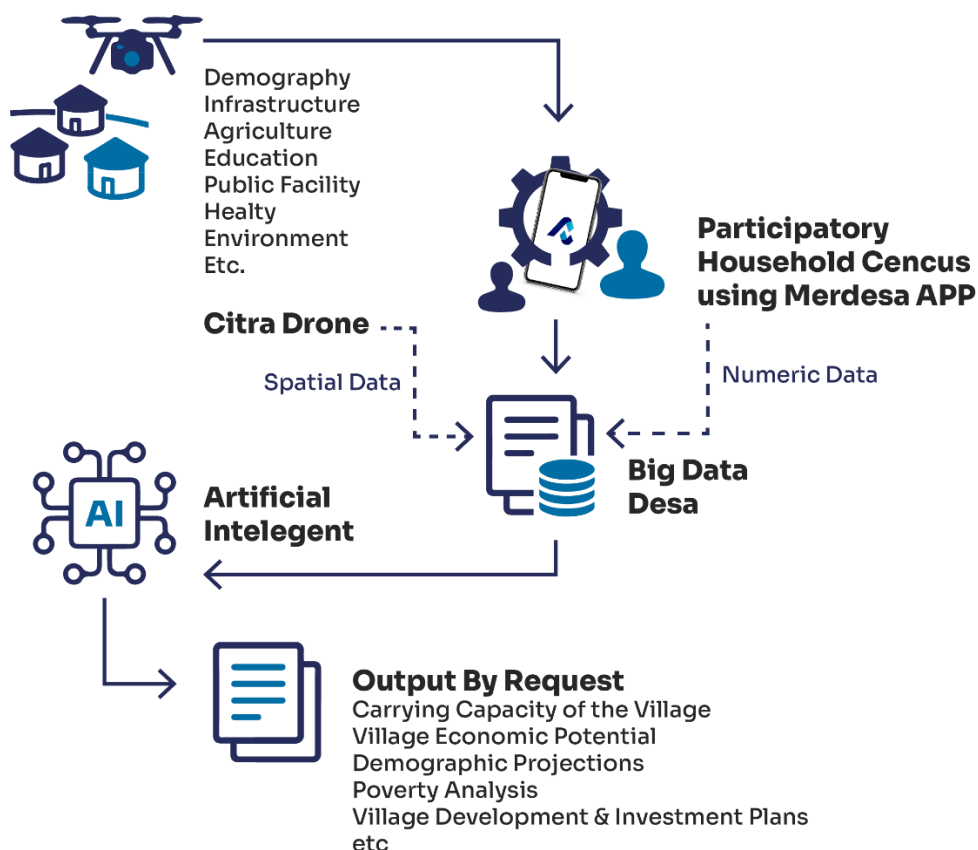 Demography
Infrastructure
Agriculture
Education
Public Facility
Healty
Environment
Etc.
Participatory
Household Cencus
using Merdesa APP
Citra Drone
Spatial Data
Numeric Data
Big Data
Desa
AI
Artificial
Intelegent
Output By Request
Carrying Capacity of the Village
Village Economic Potential
Demographic Projections
Poverty Analysis
Village Development & Investment Plans
etc